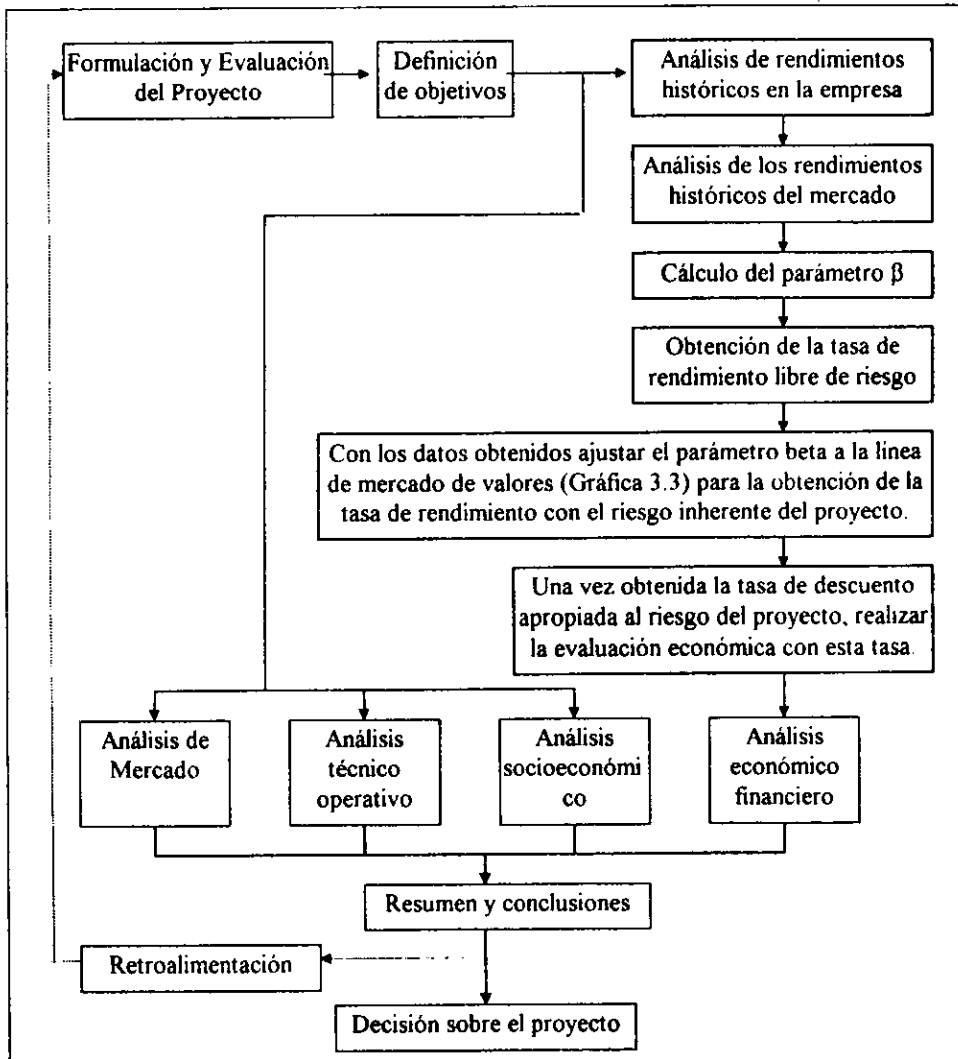 Formulación y Evaluación
del Proyecto
Definición
de objetivos
Análisis de rendimientos
históricos en la empresa
Análisis de los rendimientos
históricos del mercado
Cálculo del parámetro β
Obtención de la tasa de
rendimiento libre de riesgo
Con los datos obtenidos ajustar el parámetro beta a la línea
de mercado de valores (Gráfica 3.3) para la obtención de la
tasa de rendimiento con el riesgo inherente del proyecto.
Una vez obtenida la tasa de descuento
apropiada al riesgo del proyecto, realizar
la evaluación económica con esta tasa.
Análisis de
Mercado
Análisis
técnico
operativo
Análisis
socioeconómi
co
Análisis
económico
financiero
Resumen y conclusiones
Retroalimentación
Decisión sobre el proyecto